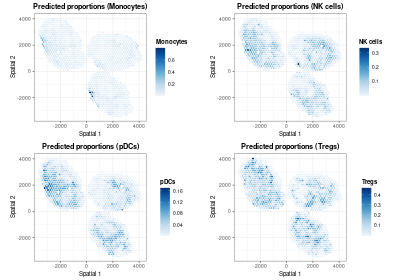 Predicted proportions (Monocytes)
4000
2000
0
-2000
Spatial 2
-2000
0
2000
4000
Spatial 1
Monocytes
0.6
0.4
0.2
Predicted proportions (NK cells)
4000
2000
0
-2000
Spatial 2
-2000
0
2000
4000
Spatial 1
NK cells
0.3
0.2
0.1
Predicted proportions (pDCs)
4000
2000
0
-2000
Spatial 2
-2000
0
2000
4000
Spatial 1
pDCs
0.16
0.12
0.08
0.04
Predicted proportions (Tregs)
4000
2000
0
-2000
Spatial 2
-2000
0
2000
4000
Spatial 1
Tregs
0.4
0.3
0.2
0.1